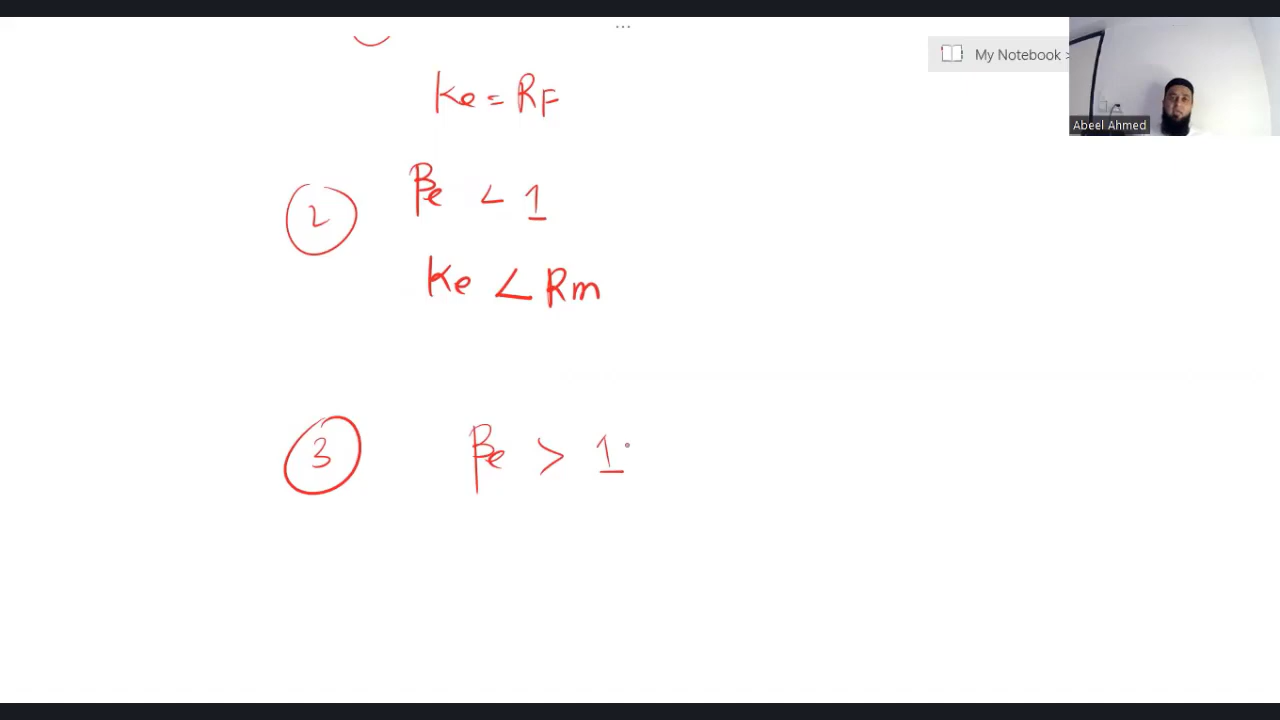 ...
My Notebook >
Abeel Ahmed
Ke = RF
2
βe < 1
Ke < Rm
3
βe > 1